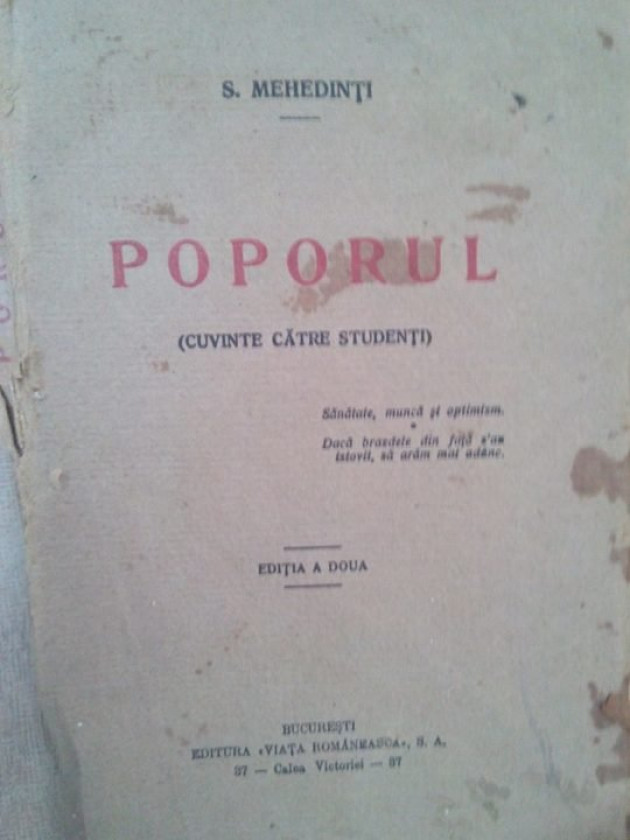 S. MEHEDINȚI
POPORUL
(CUVINTE CĂTRE STUDENȚI)
Sănătate, muncă și optimism.
*
Dacă brazdele din față s'au
istovit, să arăm mai adânc.
EDIȚIA A DOUA
BUCUREȘTI
EDITURA «VIAȚA ROMÂNEASCA», S. A.
37 — Calea Victoriei — 37